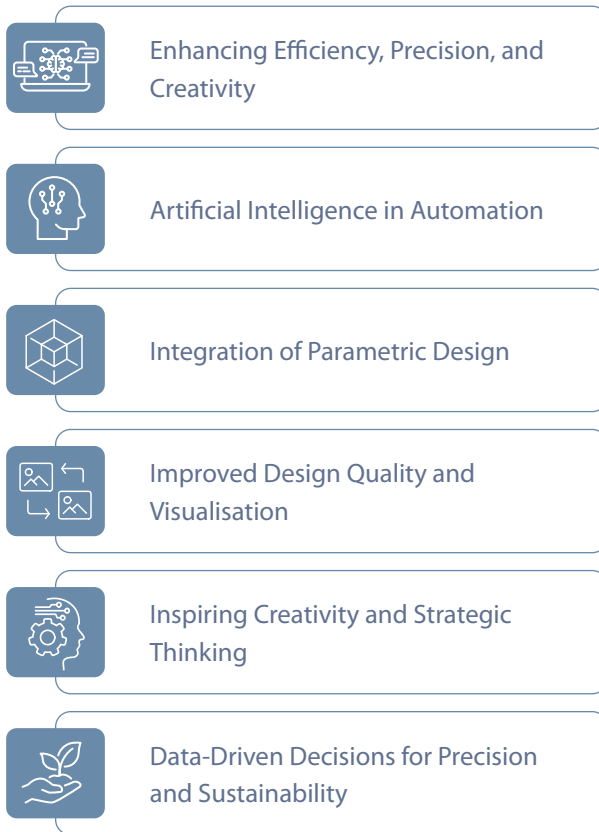 Enhancing Efficiency, Precision, and
Creativity
Artificial Intelligence in Automation
Integration of Parametric Design
Improved Design Quality and
Visualisation
Inspiring Creativity and Strategic
Thinking
Data-Driven Decisions for Precision
and Sustainability